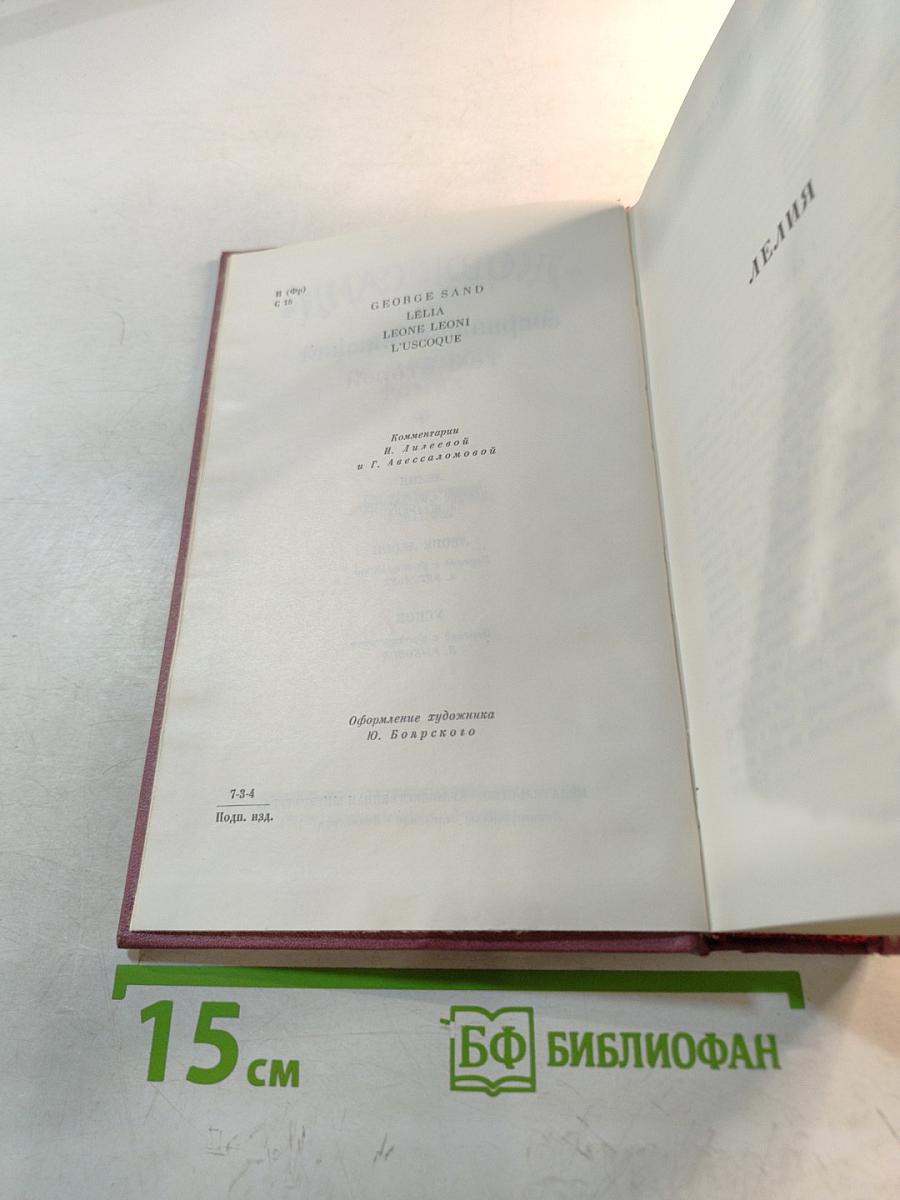 И (Фр)
С 18
GEORGE SAND
LÉLIA
LEONE LEONI
L'USCOQUE
Комментарии
И. Лилеевой
и Г. Авессаломовой
Оформление художника
Ю. Боярского
7-3-4
Подп. изд.
ЛЕЛИЯ
15 см
БФ БИБЛИОФАН